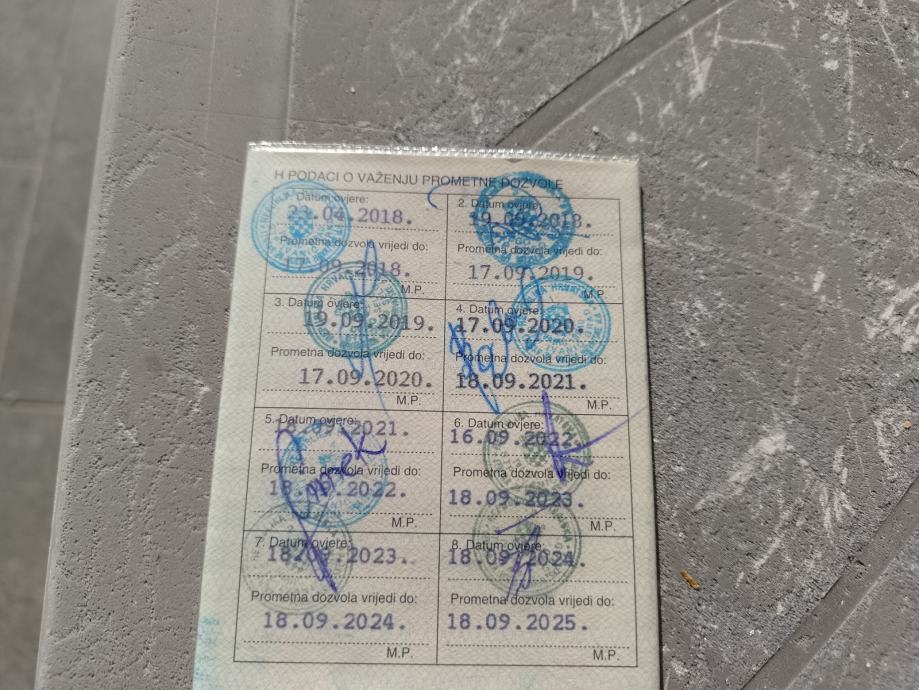 H PODACI O VAŽENJU PROMETNE DOZVOLE
1. Datum ovjere:
23.04.2018.
Prometna dozvola vrijedi do:
09.2018.
M.P.
2. Datum ovjere:
19.09.2018.
Prometna dozvola vrijedi do:
17.09.2019.
M.P.
3. Datum ovjere:
19.09.2019.
Prometna dozvola vrijedi do:
17.09.2020.
M.P.
4. Datum ovjere:
17.09.2020.
Prometna dozvola vrijedi do:
18.09.2021.
M.P.
5. Datum ovjere:
.09.2021.
Prometna dozvola vrijedi do:
18.09.2022.
M.P.
6. Datum ovjere:
16.09.2022.
Prometna dozvola vrijedi do:
18.09.2023.
M.P.
7. Datum ovjere:
18.09.2023.
Prometna dozvola vrijedi do:
18.09.2024.
M.P.
8. Datum ovjere:
18.09.2024.
Prometna dozvola vrijedi do:
18.09.2025.
M.P.